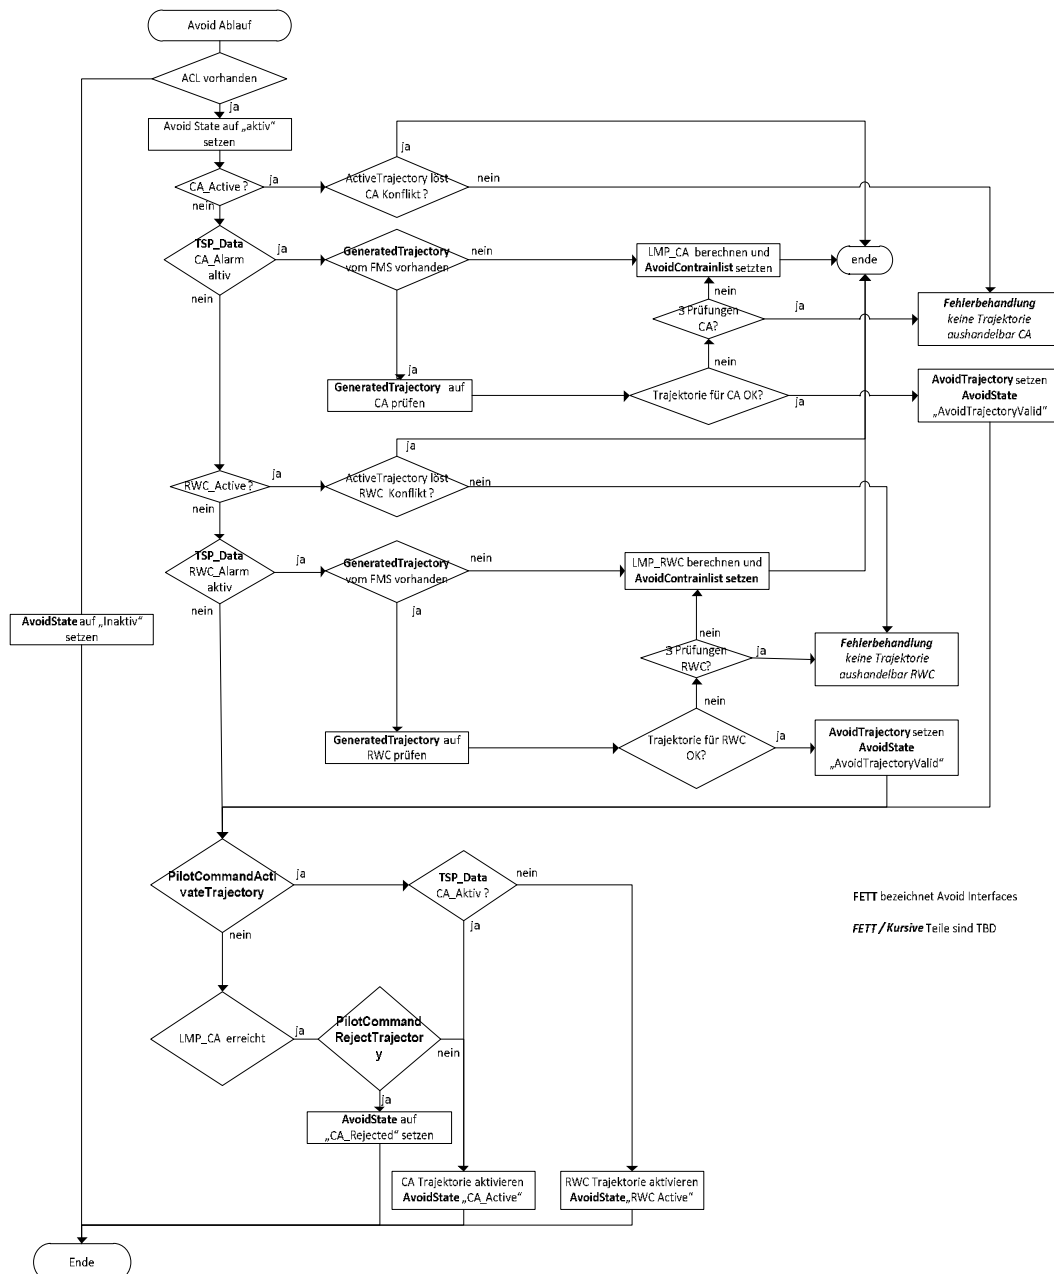 Avoid Ablauf
ACL vorhanden
ja
Avoid State auf „aktiv“
setzen
CA_Active ?
ja
nein
ActiveTrajectory löst
CA Konflikt ?
ja
nein
TSP_Data
CA_Alarm
altiv
ja
nein
GeneratedTrajectory
vom FMS vorhanden
nein
ja
LMP_CA berechnen und
AvoidContrainlist setzten
ende
nein
3 Prüfungen
CA?
ja
Fehlerbehandlung
keine Trajektorie
aushandelbar CA
nein
GeneratedTrajectory auf
CA prüfen
Trajektorie für CA OK?
ja
AvoidTrajectory setzen
AvoidState
„AvoidTrajectoryValid“
RWC_Active ?
ja
nein
ActiveTrajectory löst
RWC Konflikt ?
ja
nein
TSP_Data
RWC_Alarm
aktiv
ja
nein
GeneratedTrajectory
vom FMS vorhanden
nein
ja
LMP_RWC berechnen und
AvoidContrainlist setzen
AvoidState auf „Inaktiv“
setzen
nein
3 Prüfungen
RWC?
ja
Fehlerbehandlung
keine Trajektorie
aushandelbar RWC
nein
GeneratedTrajectory auf
RWC prüfen
Trajektorie für RWC
OK?
ja
AvoidTrajectory setzen
AvoidState
„AvoidTrajectoryValid“
PilotCommandActi
vateTrajectory
ja
nein
TSP_Data
CA_Aktiv ?
nein
ja
FETT bezeichnet Avoid Interfaces
FETT / Kursive Teile sind TBD
LMP_CA erreicht
ja
PilotCommand
RejectTrajector
y
nein
ja
AvoidState auf
„CA_Rejected“ setzen
CA Trajektorie aktivieren
AvoidState „CA_Active“
RWC Trajektorie aktivieren
AvoidState„RWC Active“
Ende